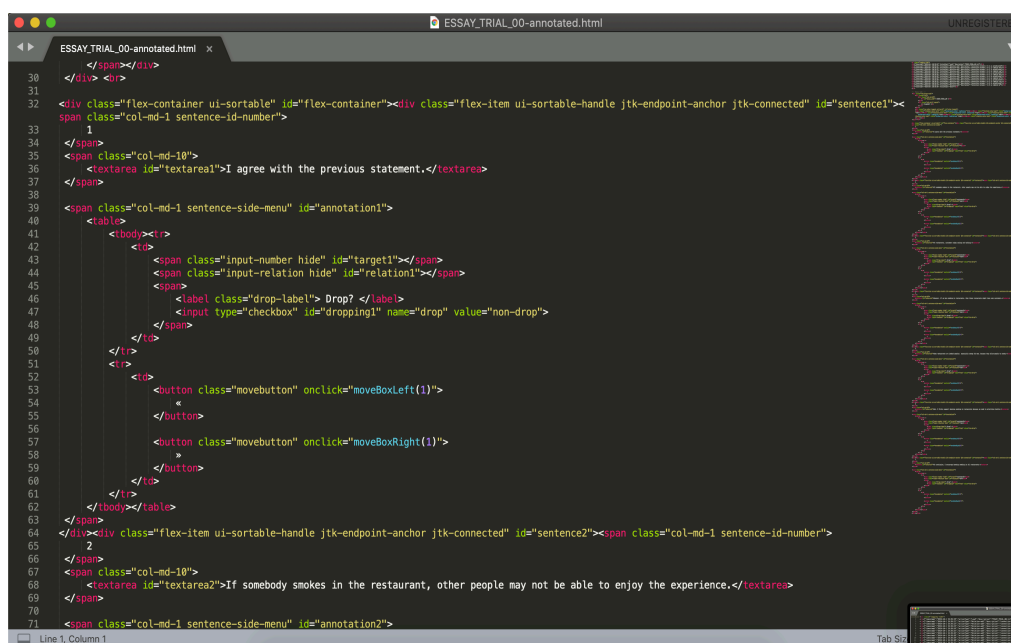 ESSAY_TRIAL_00-annotated.html
UNREGISTERE
ESSAY_TRIAL_00-annotated.html ×
</span></div>
30 </div> <br>
31
32 <div class="flex-container ui-sortable" id="flex-container"><div class="flex-item ui-sortable-handle jtk-endpoint-anchor jtk-connected" id="sentence1"><
span class="col-md-1 sentence-id-number">
33 1
34 </span>
35 <span class="col-md-10">
36 <textarea id="textarea1">I agree with the previous statement.</textarea>
37 </span>
38
39 <span class="col-md-1 sentence-side-menu" id="annotation1">
40 <table>
41 <tbody><tr>
42 <td>
43 <span class="input-number hide" id="target1"></span>
44 <span class="input-relation hide" id="relation1"></span>
45 <span>
46 <label class="drop-label"> Drop? </label>
47 <input type="checkbox" id="dropping1" name="drop" value="non-drop">
48 </span>
49 </td>
50 </tr>
51 <tr>
52 <td>
53 <button class="movebutton" onclick="moveBoxLeft(1)">
54 «
55 </button>
56
57 <button class="movebutton" onclick="moveBoxRight(1)">
58 »
59 </button>
60 </td>
61 </tr>
62 </tbody></table>
63 </span>
64 </div><div class="flex-item ui-sortable-handle jtk-endpoint-anchor jtk-connected" id="sentence2"><span class="col-md-1 sentence-id-number">
65 2
66 </span>
67 <span class="col-md-10">
68 <textarea id="textarea2">If somebody smokes in the restaurant, other people may not be able to enjoy the experience.</textarea>
69 </span>
70
71 <span class="col-md-1 sentence-side-menu" id="annotation2">
Line 1, Column 1
Tab Siz